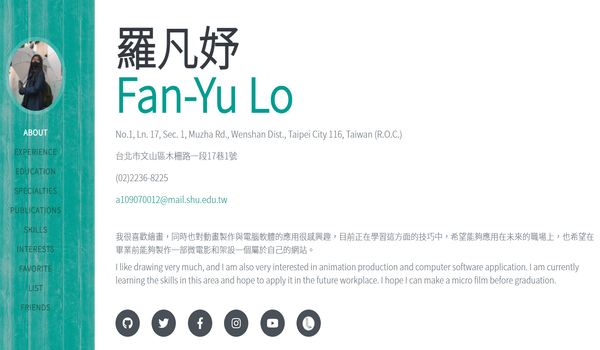 羅凡妤
Fan-Yu Lo
No.1, Ln. 17, Sec. 1, Muzha Rd., Wenshan Dist., Taipei City 116, Taiwan (R.O.C.)
台北市文山區木柵路一段17巷1號
(02)2236-8225
a109070012@mail.shu.edu.tw
我很喜歡繪畫，同時也對動畫製作與電腦軟體的應用很感興趣，目前正在學習這方面的技巧中，希望能夠應用在未來的職場上，也希望在
畢業前能夠製作一部微電影和架設一個屬於自己的網站。
I like drawing very much, and I am also very interested in animation production and computer software application. I am currently
learning the skills in this area and hope to apply it in the future workplace. I hope I can make a micro film before graduation.
ABOUT
EXPERIENCE
EDUCATION
SPECIALTIES
PUBLICATIONS
SKILLS
INTERESTS
FAVORITE
LIST
FRIENDS